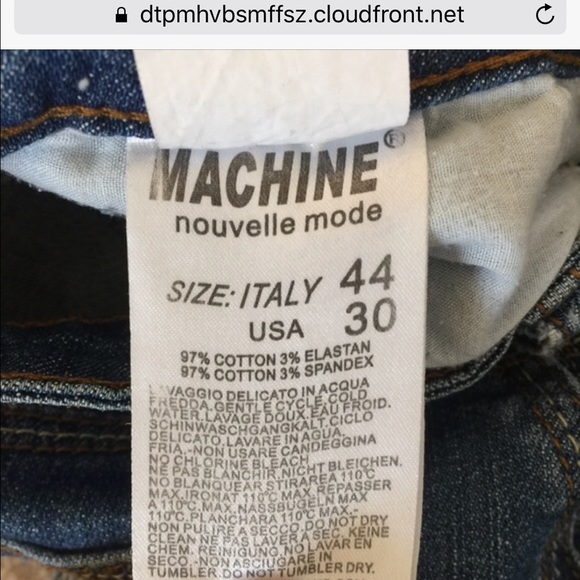 dtpmhvbsmffsz.cloudfront.net
MACHINE®
nouvelle mode
SIZE: ITALY 44
USA 30
97% COTTON 3% ELASTAN
97% COTTON 3% SPANDEX
LAVAGGIO DELICATO IN ACQUA
FREDDA.GENTLE CYCLE.COLD
WATER.LAVAGE DOUX.EAU FROID.
SCHINWASCHGANGKALT.CICLO
DELICATO.LAVARE IN AGUA.
FRIA.-NON USARE CANDEGGINA
NO CHLORINE BLEACH
NE PAS BLANCHIR.NICHT BLEICHEN.
NO BLANQUEAR STIRAREA 110°C
MAX.IRONAT 110°C MAX.REPASSER
A 110°C.MAX.NASSBUGELN MAX
110°C.PLANCHARA 110°C MAX.-
NON PULIRE A SECCO.DO NOT DRY
CLEAN NE PAS LAVER A SEC. KEINE
CHEM. REINIGUNG.NO LAVAR EN
SECO.-NON ASCIUGARE IN
TUMBLER.DO NOT TUMBLER DRY.